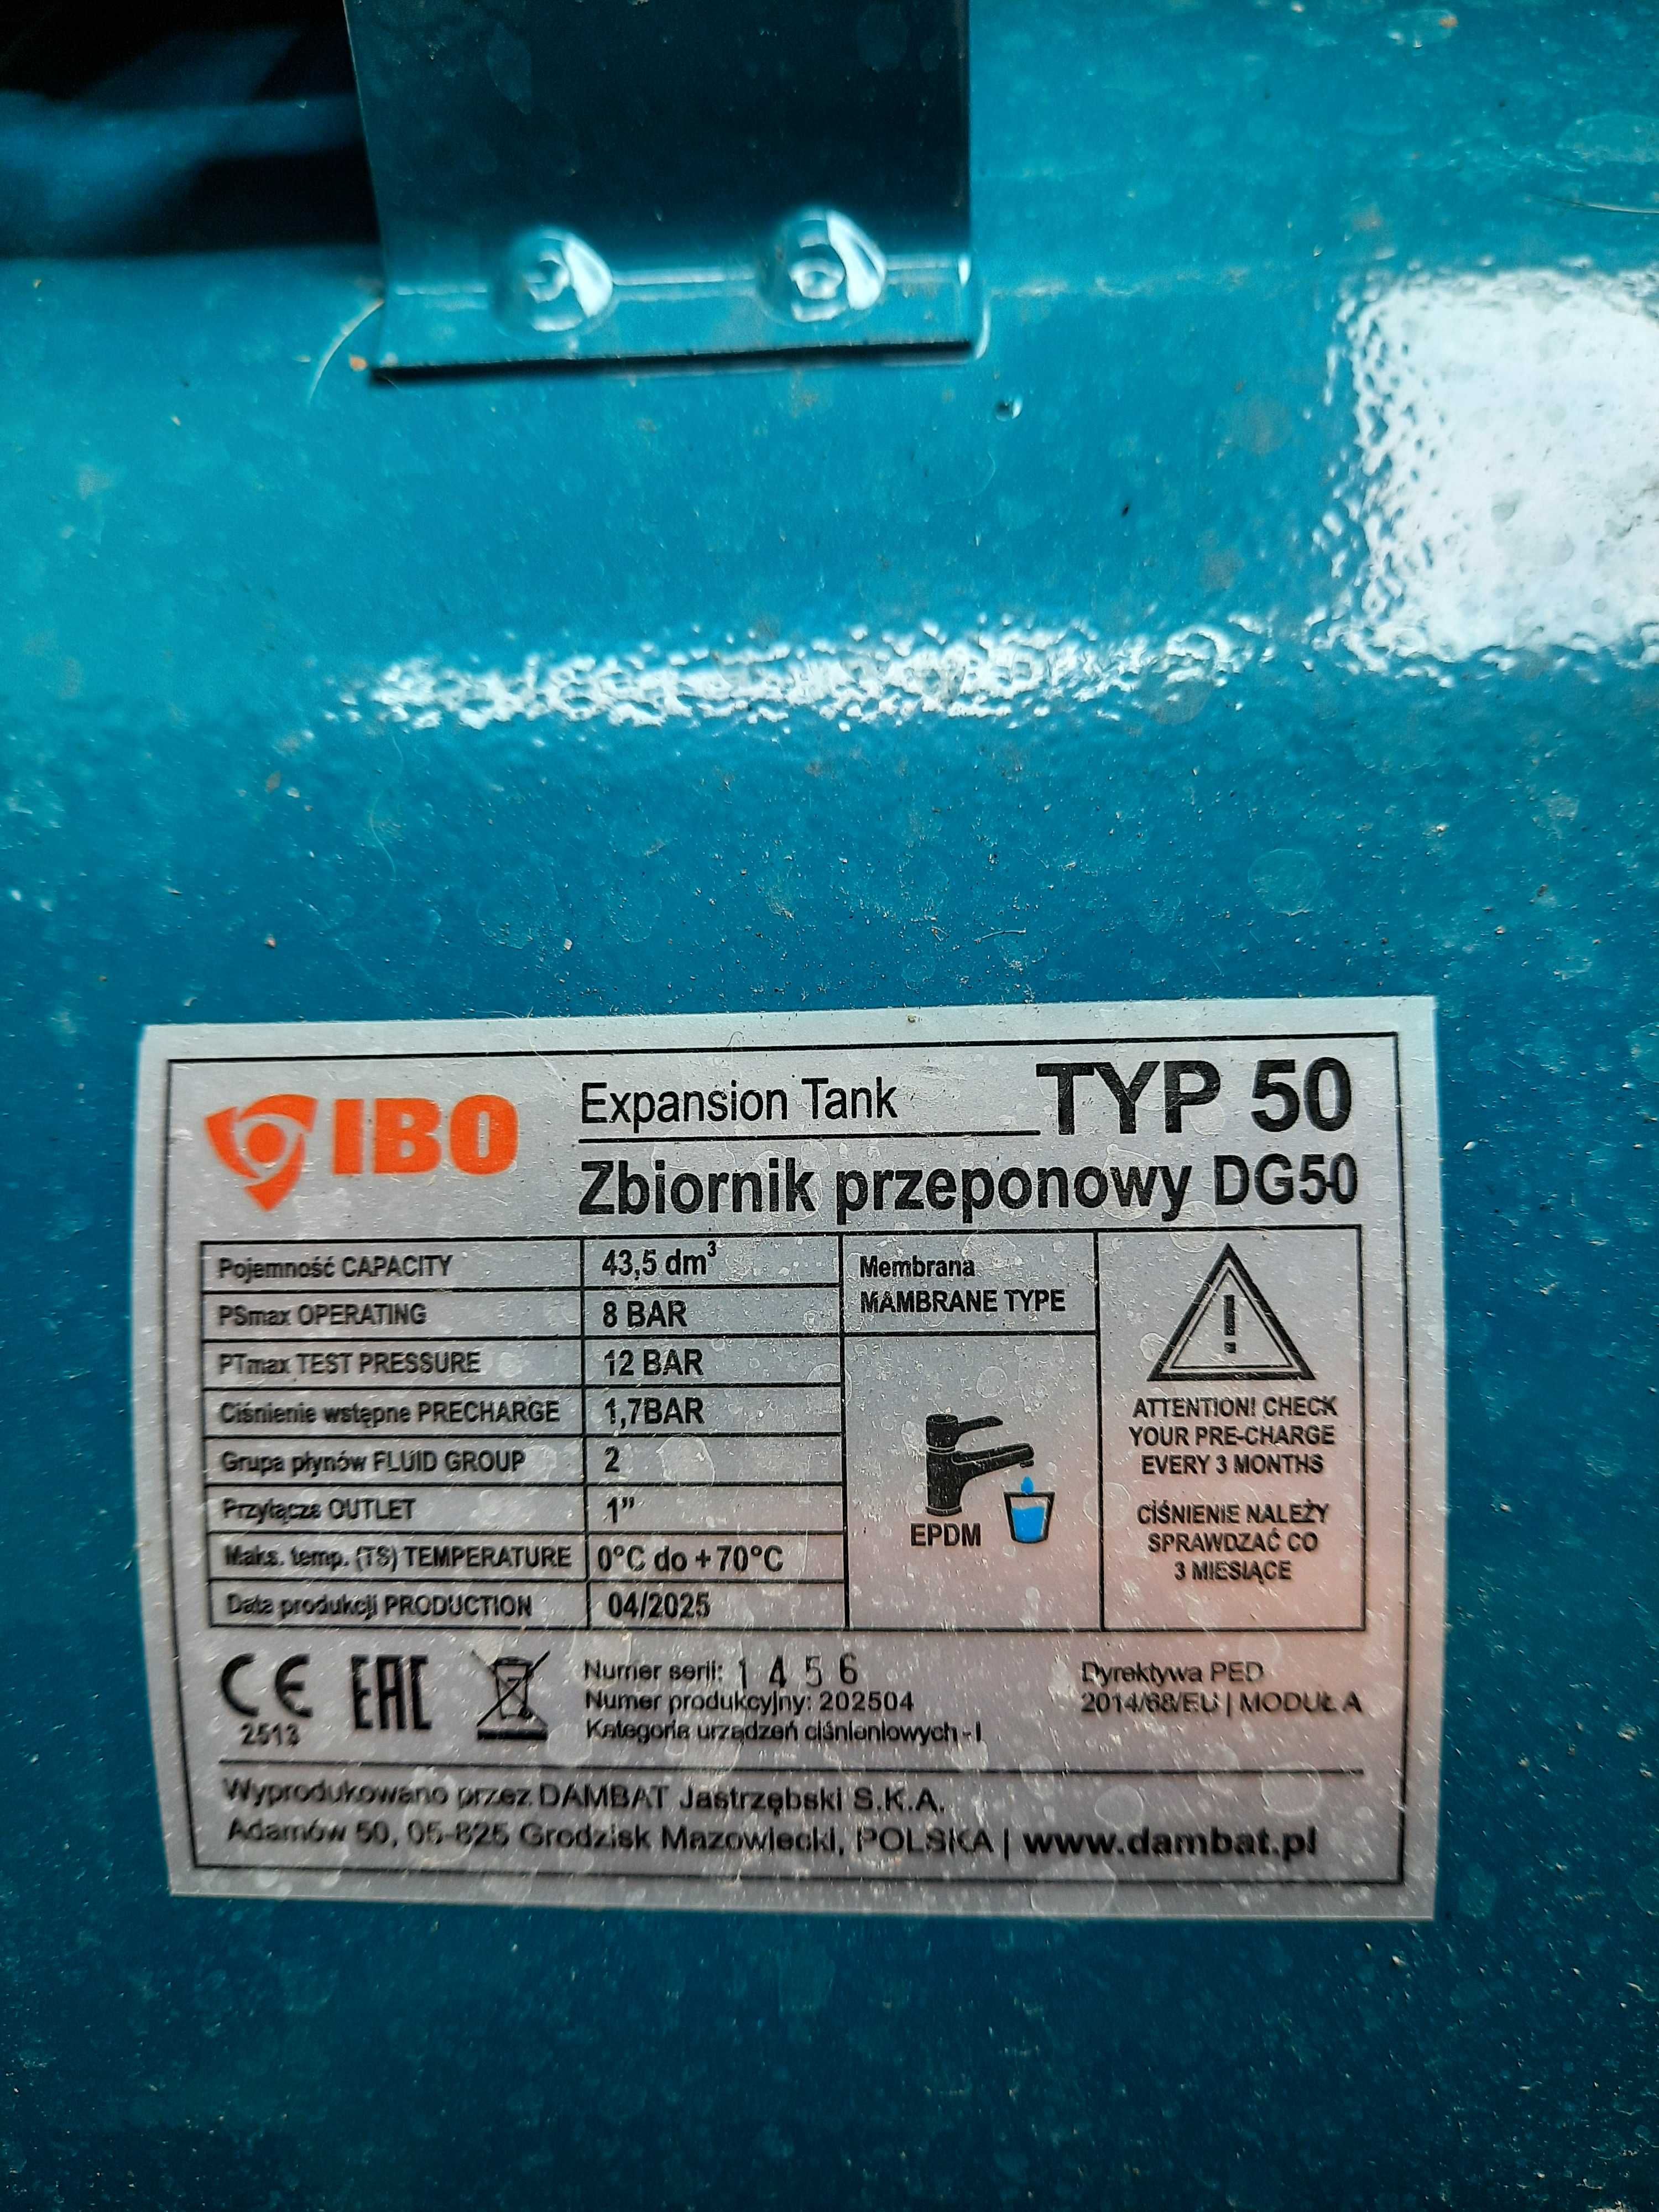 IBO
Expansion Tank TYP 50
Zbiornik przeponowy DG50
Pojemność CAPACITY 43,5 dm³
PSmax OPERATING 8 BAR
PTmax TEST PRESSURE 12 BAR
Ciśnienie wstępne PRECHARGE 1,7BAR
Grupa płynów FLUID GROUP 2
Przyłącze OUTLET 1”
Maks. temp. (TS) TEMPERATURE 0°C do +70°C
Data produkcji PRODUCTION 04/2025
Membrana
MAMBRANE TYPE
EPDM
!
ATTENTION! CHECK
YOUR PRE-CHARGE
EVERY 3 MONTHS
CIŚNIENIE NALEŻY
SPRAWDZAĆ CO
3 MIESIĄCE
CE
2513
EAC
Numer serii: 1 4 5 6
Numer produkcyjny: 202504
Kategoria urządzeń ciśnieniowych - I
Dyrektywa PED
2014/68/EU | MODUŁ A
Wyprodukowano przez DAMBAT Jastrzębski S.K.A.
Adamów 50, 05-825 Grodzisk Mazowiecki, POLSKA | www.dambat.pl